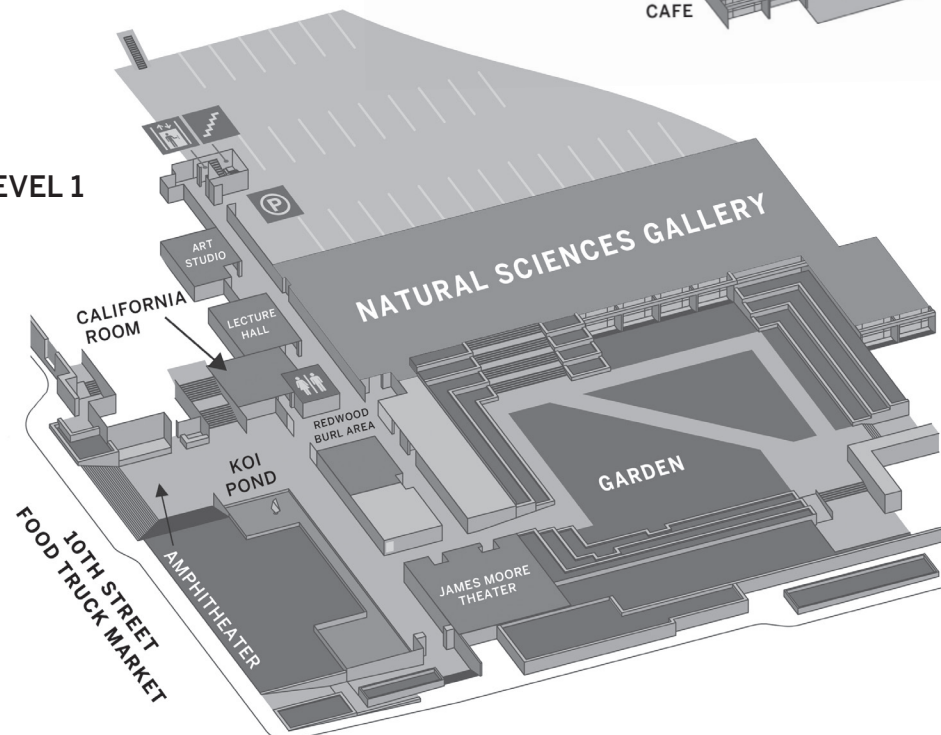 CAFE
EVEL 1
P
ART
STUDIO
NATURAL SCIENCES GALLERY
CALIFORNIA
ROOM
LECTURE
HALL
REDWOOD
BURL AREA
KOI
POND
GARDEN
AMPHITHEATER
JAMES MOORE
THEATER
10TH STREET
FOOD TRUCK MARKET